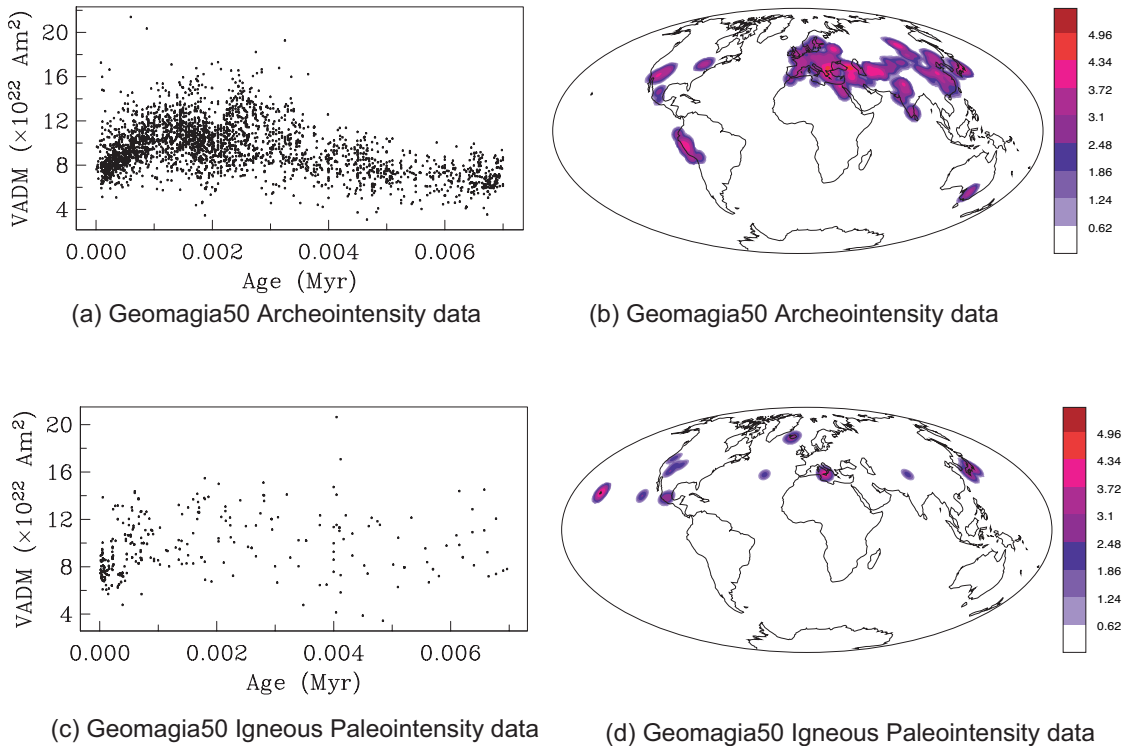 20
16
12
8
4
VADM (×10²² Am²)
0.000 0.002 0.004 0.006
Age (Myr)
(a) Geomagia50 Archeointensity data
4.96
4.34
3.72
3.1
2.48
1.86
1.24
0.62
(b) Geomagia50 Archeointensity data
20
16
12
8
4
VADM (×10²² Am²)
0.000 0.002 0.004 0.006
Age (Myr)
(c) Geomagia50 Igneous Paleointensity data
4.96
4.34
3.72
3.1
2.48
1.86
1.24
0.62
(d) Geomagia50 Igneous Paleointensity data